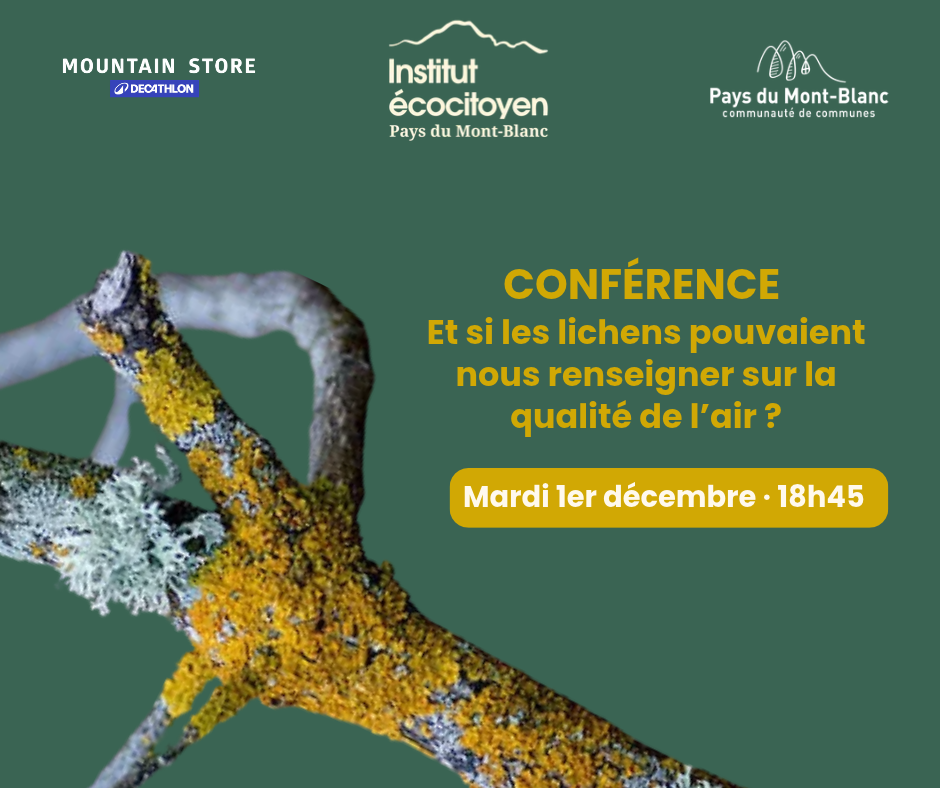 MOUNTAIN STORE
DECATHLON
Institut
écocitoyen
Pays du Mont-Blanc
Pays du Mont-Blanc
communauté de communes
CONFÉRENCE
Et si les lichens pouvaient
nous renseigner sur la
qualité de l’air ?
Mardi 1er décembre · 18h45